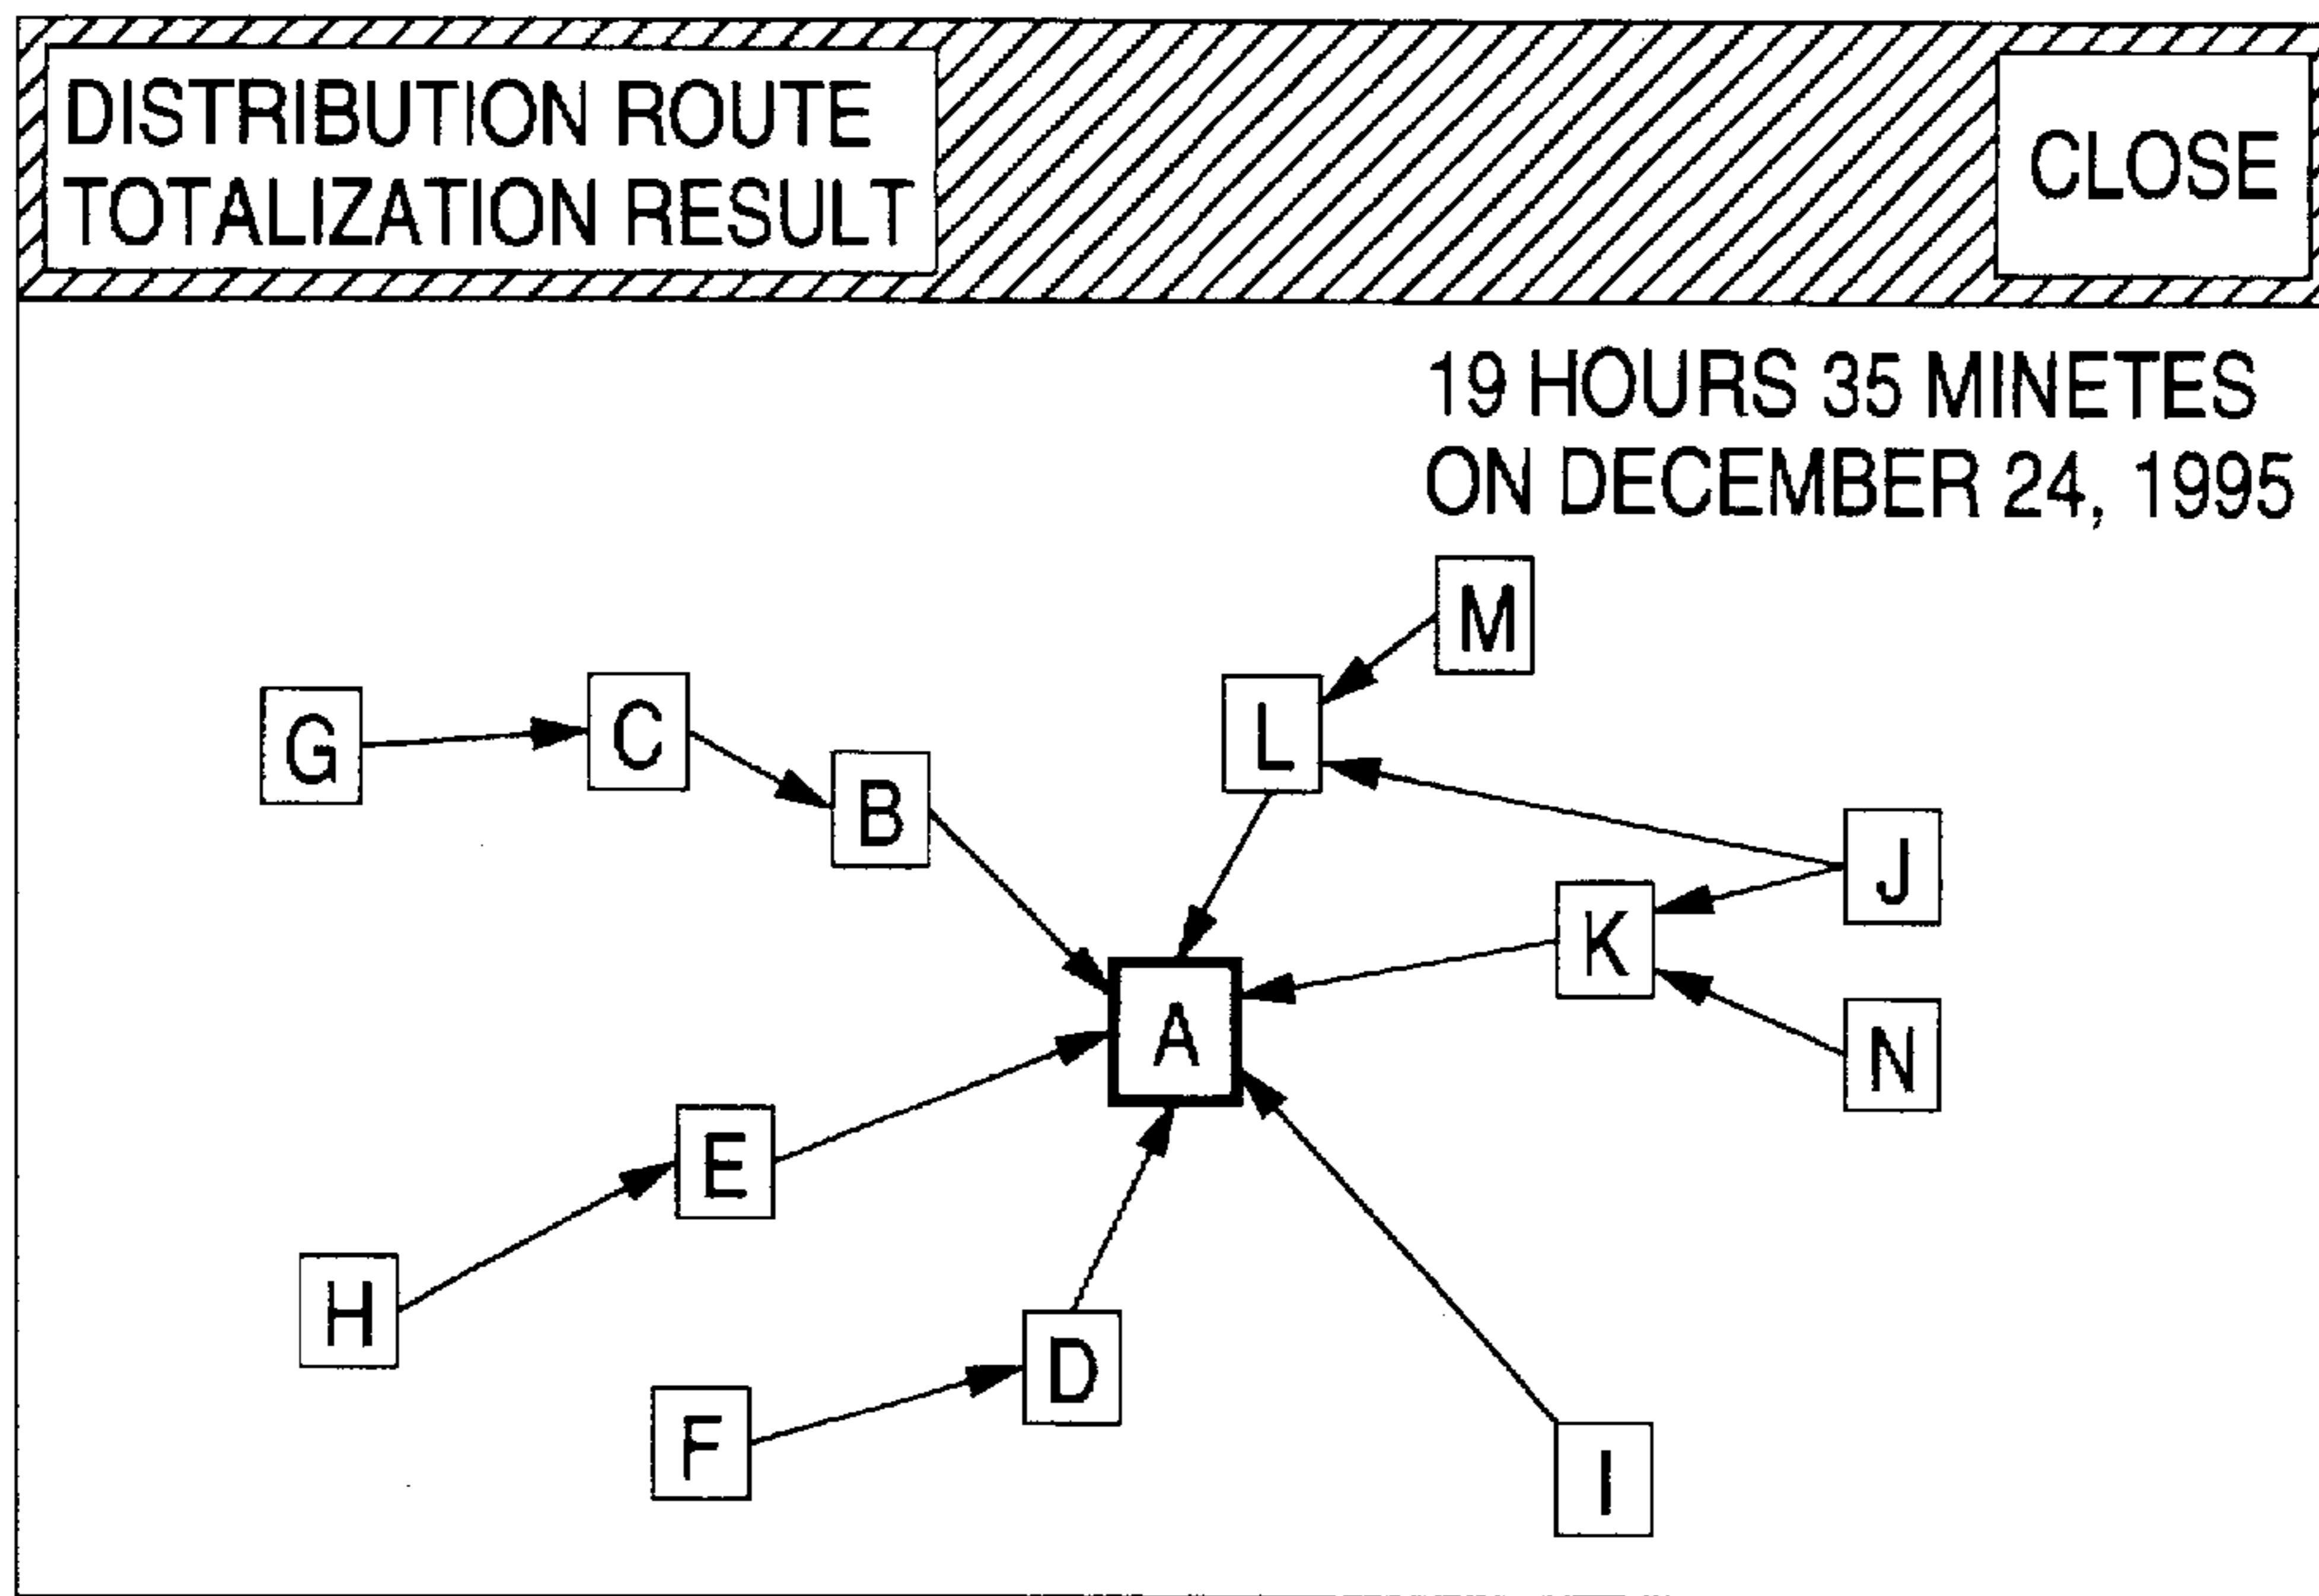 DISTRIBUTION ROUTE
TOTALIZATION RESULT
CLOSE
19 HOURS 35 MINETES
ON DECEMBER 24, 1995
M
G
C
L
B
J
K
A
N
E
H
D
F
I